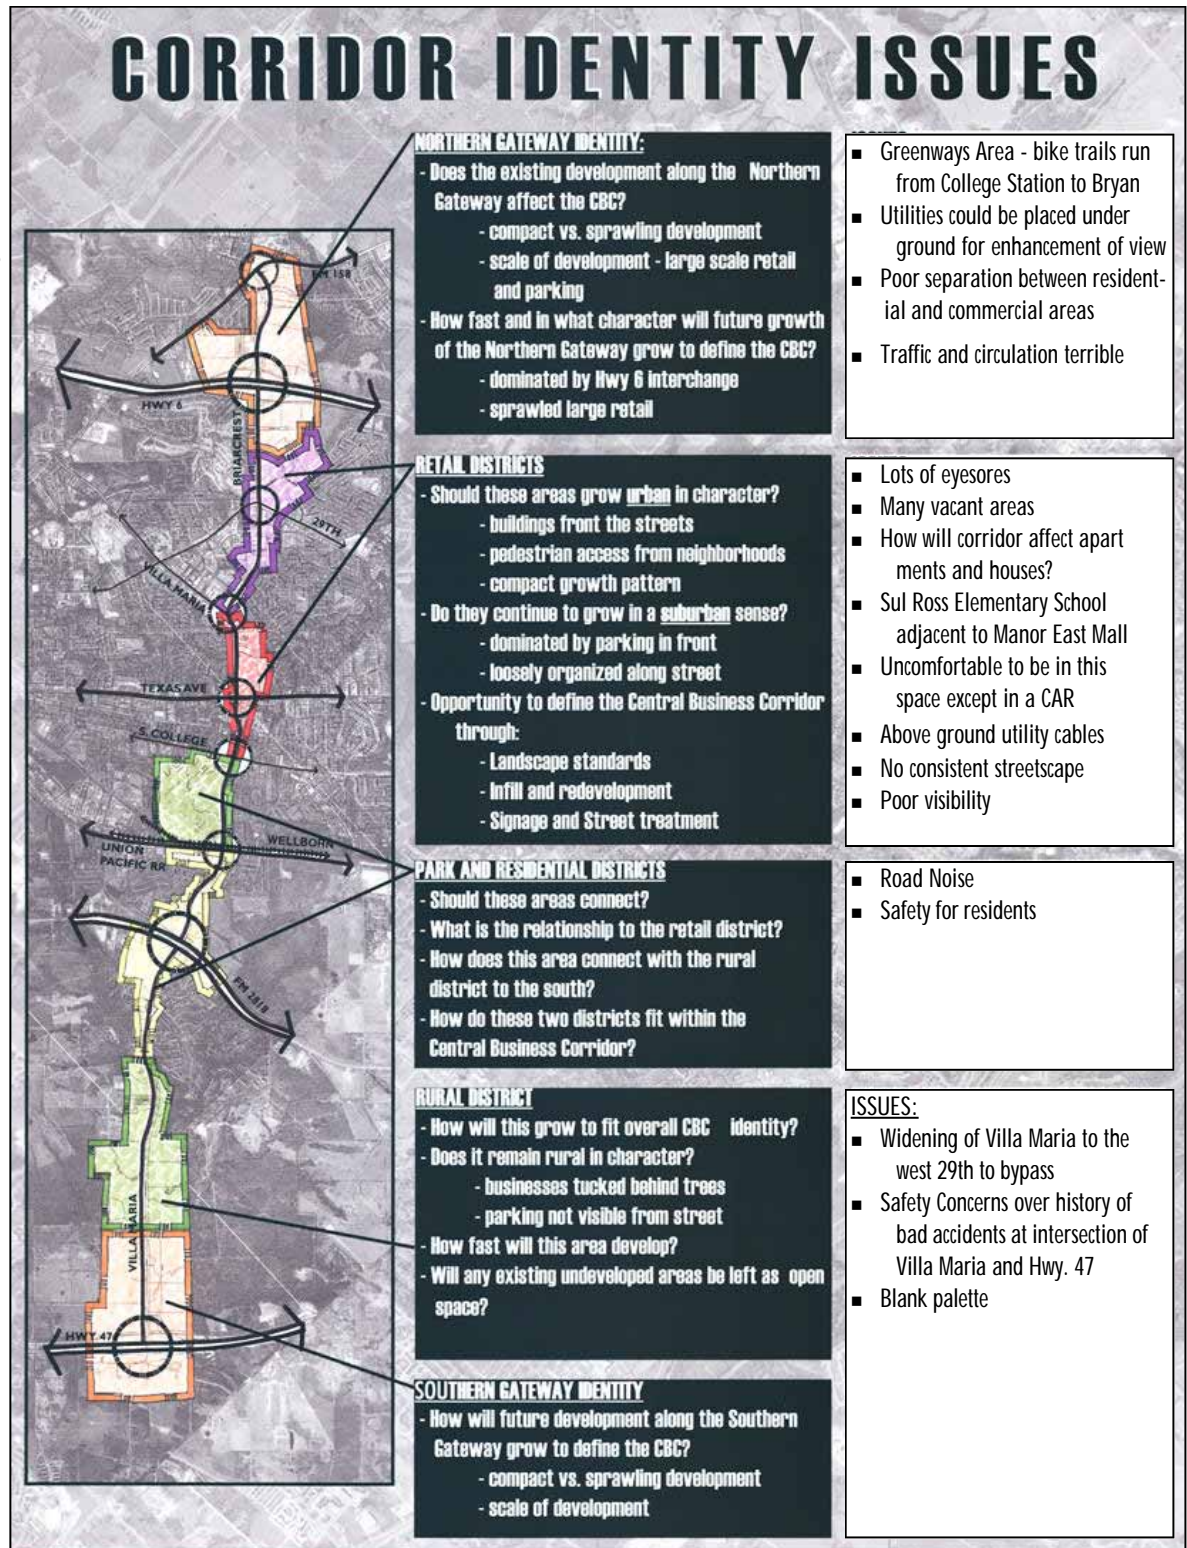 CORRIDOR IDENTITY ISSUES
NORTHERN GATEWAY IDENTITY:
- Does the existing development along the Northern
Gateway affect the CBC?
- compact vs. sprawling development
- scale of development - large scale retail
and parking
- How fast and in what character will future growth
of the Northern Gateway grow to define the CBC?
- dominated by Hwy 6 interchange
- sprawled large retail
■ Greenways Area - bike trails run
from College Station to Bryan
■ Utilities could be placed under
ground for enhancement of view
■ Poor separation between resident-
ial and commercial areas
■ Traffic and circulation terrible
RETAIL DISTRICTS
- Should these areas grow urban in character?
- buildings front the streets
- pedestrian access from neighborhoods
- compact growth pattern
- Do they continue to grow in a suburban sense?
- dominated by parking in front
- loosely organized along street
- Opportunity to define the Central Business Corridor
through:
- Landscape standards
- Infill and redevelopment
- Signage and Street treatment
■ Lots of eyesores
■ Many vacant areas
■ How will corridor affect apart
ments and houses?
■ Sul Ross Elementary School
adjacent to Manor East Mall
■ Uncomfortable to be in this
space except in a CAR
■ Above ground utility cables
■ No consistent streetscape
■ Poor visibility
PARK AND RESIDENTIAL DISTRICTS
- Should these areas connect?
- What is the relationship to the retail district?
- How does this area connect with the rural
district to the south?
- How do these two districts fit within the
Central Business Corridor?
■ Road Noise
■ Safety for residents
RURAL DISTRICT
- How will this grow to fit overall CBC identity?
- Does it remain rural in character?
- businesses tucked behind trees
- parking not visible from street
- How fast will this area develop?
- Will any existing undeveloped areas be left as open
space?
ISSUES:
■ Widening of Villa Maria to the
west 29th to bypass
■ Safety Concerns over history of
bad accidents at intersection of
Villa Maria and Hwy. 47
■ Blank palette
SOUTHERN GATEWAY IDENTITY
- How will future development along the Southern
Gateway grow to define the CBC?
- compact vs. sprawling development
- scale of development
FM 158
HWY 6
BRIARCREST
29TH
VILLA MARIA
TEXAS AVE
S. COLLEGE
WELLBORN
UNION
PACIFIC RR
FM 2818
VILLA MARIA
HWY 47